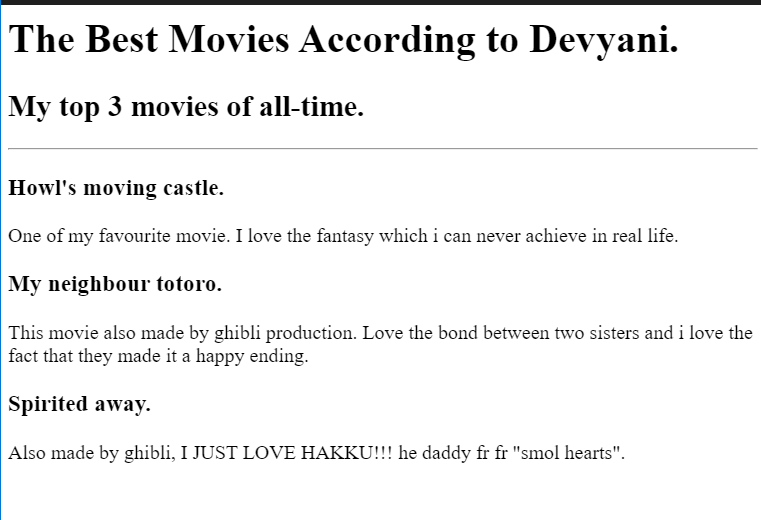 The Best Movies According to Devyani.
My top 3 movies of all-time.
Howl's moving castle.
One of my favourite movie. I love the fantasy which i can never achieve in real life.
My neighbour totoro.
This movie also made by ghibli production. Love the bond between two sisters and i love the
fact that they made it a happy ending.
Spirited away.
Also made by ghibli, I JUST LOVE HAKKU!!! he daddy fr fr "smol hearts".